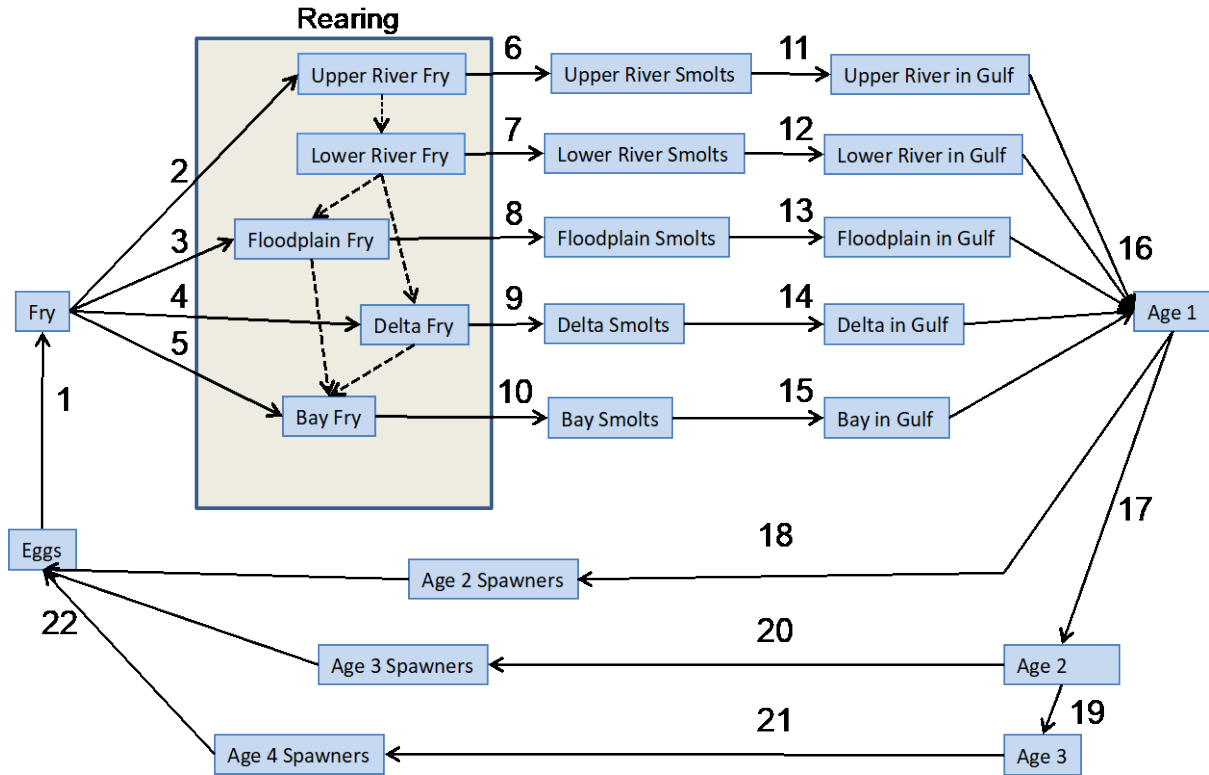 Rearing
6
11
Upper River Fry
Upper River Smolts
Upper River in Gulf
2
7
12
Lower River Fry
Lower River Smolts
Lower River in Gulf
3
8
13
Floodplain Fry
Floodplain Smolts
Floodplain in Gulf
16
Fry
4
9
14
Delta Fry
Delta Smolts
Delta in Gulf
Age 1
5
10
15
1
Bay Fry
Bay Smolts
Bay in Gulf
17
18
Eggs
Age 2 Spawners
22
20
Age 3 Spawners
Age 2
21
19
Age 4 Spawners
Age 3